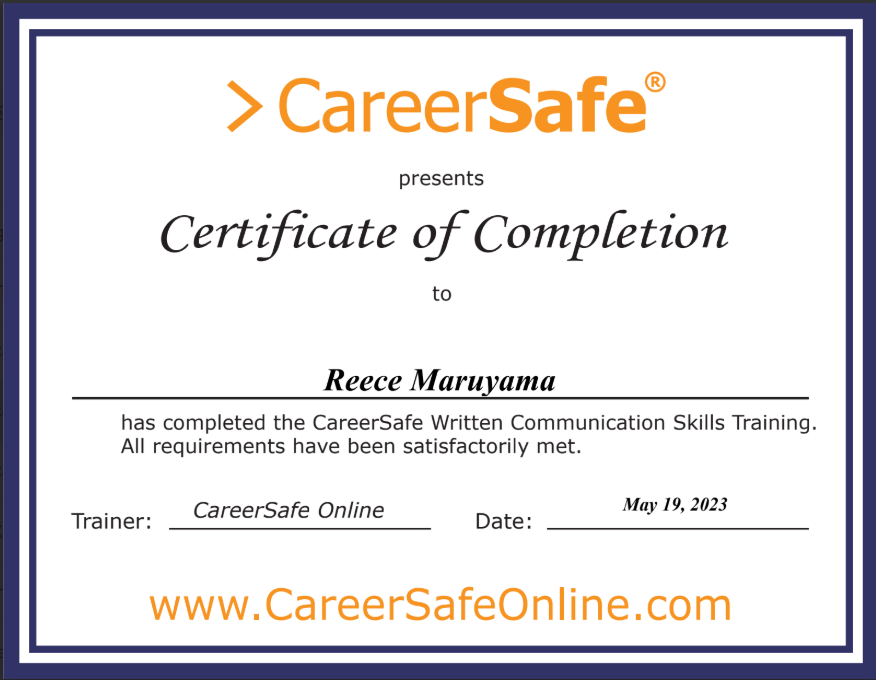 > CareerSafe®
presents
Certificate of Completion
to
Reece Maruyama
has completed the CareerSafe Written Communication Skills Training.
All requirements have been satisfactorily met.
Trainer: CareerSafe Online Date: May 19, 2023
www.CareerSafeOnline.com